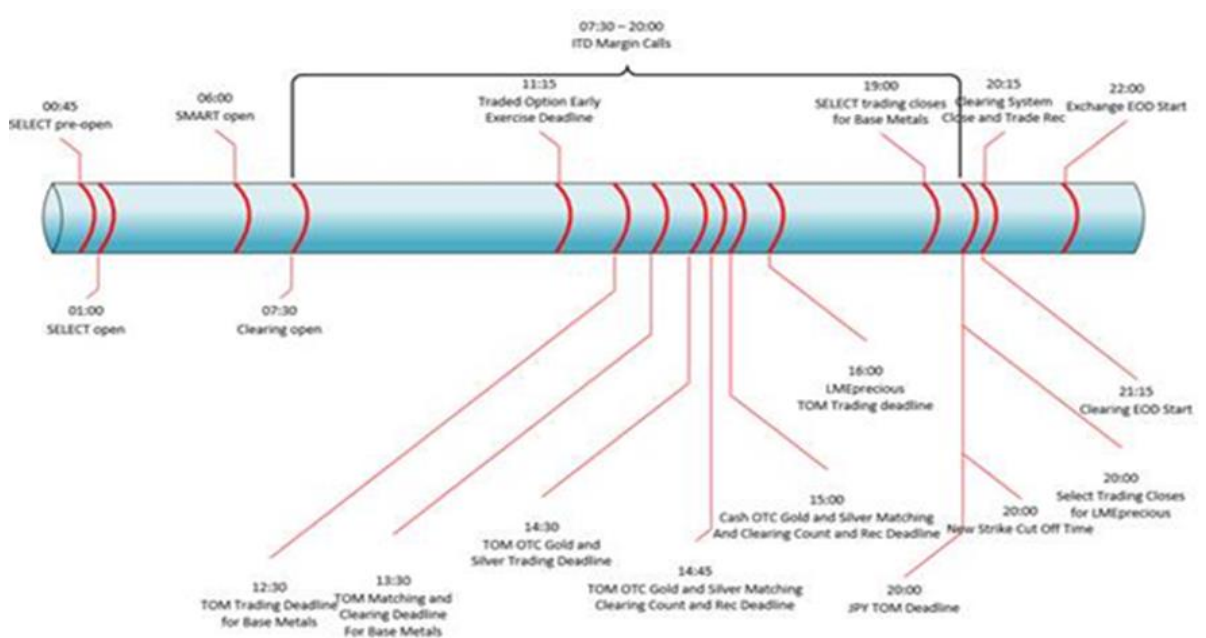 07:30 – 20:00
ITD Margin Calls
00:45
SELECT pre-open
06:00
SMART open
11:15
Traded Option Early
Exercise Deadline
19:00
SELECT trading closes
for Base Metals
20:15
Clearing System
Close and Trade Rec
22:00
Exchange EOD Start
01:00
SELECT open
07:30
Clearing open
12:30
TOM Trading Deadline
for Base Metals
13:30
TOM Matching and
Clearing Deadline
For Base Metals
14:30
TOM OTC Gold and
Silver Trading Deadline
14:45
TOM OTC Gold and Silver Matching
Clearing Count and Rec Deadline
15:00
Cash OTC Gold and Silver Matching
And Clearing Count and Rec Deadline
16:00
LMEprecious
TOM Trading deadline
20:00
JPY TOM Deadline
20:00
New Strike Cut Off Time
20:00
Select Trading Closes
for LMEprecious
21:15
Clearing EOD Start